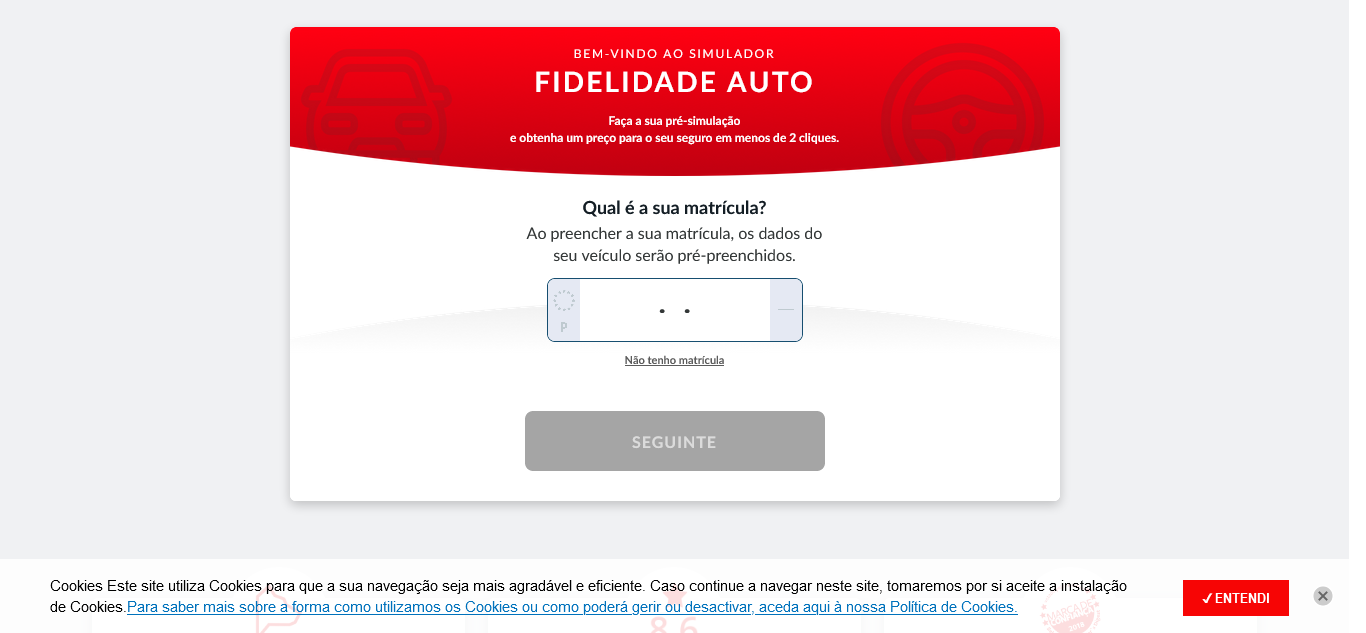 BEM-VINDO AO SIMULADOR
FIDELIDADE AUTO
Faça a sua pré-simulação
e obtenha um preço para o seu seguro em menos de 2 cliques.
Qual é a sua matrícula?
Ao preencher a sua matrícula, os dados do
seu veículo serão pré-preenchidos.
P
Não tenho matrícula
SEGUINTE
Cookies Este site utiliza Cookies para que a sua navegação seja mais agradável e eficiente. Caso continue a navegar neste site, tomaremos por si aceite a instalação
de Cookies.Para saber mais sobre a forma como utilizamos os Cookies ou como poderá gerir ou desactivar, aceda aqui à nossa Política de Cookies.
✓ ENTENDI
8,6